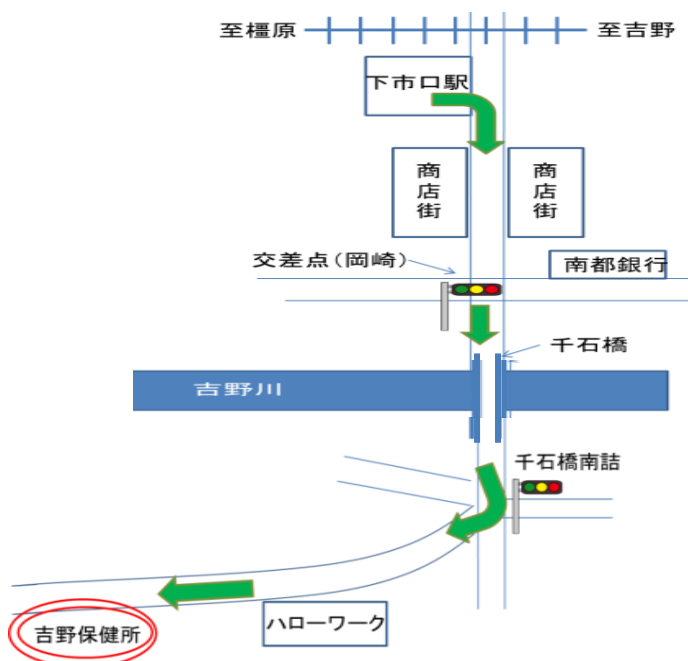 至橿原
至吉野
下市口駅
商店街
商店街
交差点（岡崎）
南都銀行
千石橋
吉野川
千石橋南詰
ハローワーク
吉野保健所